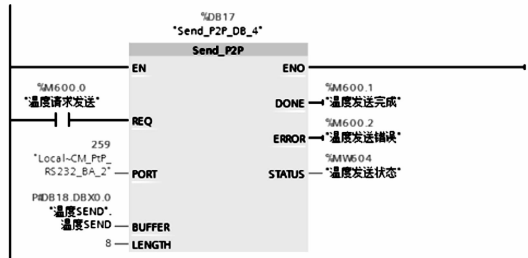 %DB17
"Send_P2P_DB_4"
Send_P2P
EN
ENO
%M600.0
"温度请求发送"
REQ
%M600.1
DONE
"温度发送完成"
%M600.2
ERROR
"温度发送错误"
259
"Local~CM_PtP_
RS232_BA_2"
PORT
%MW604
STATUS
"温度发送状态"
P#DB18.DBX0.0
"温度SEND".
温度SEND
BUFFER
8
LENGTH